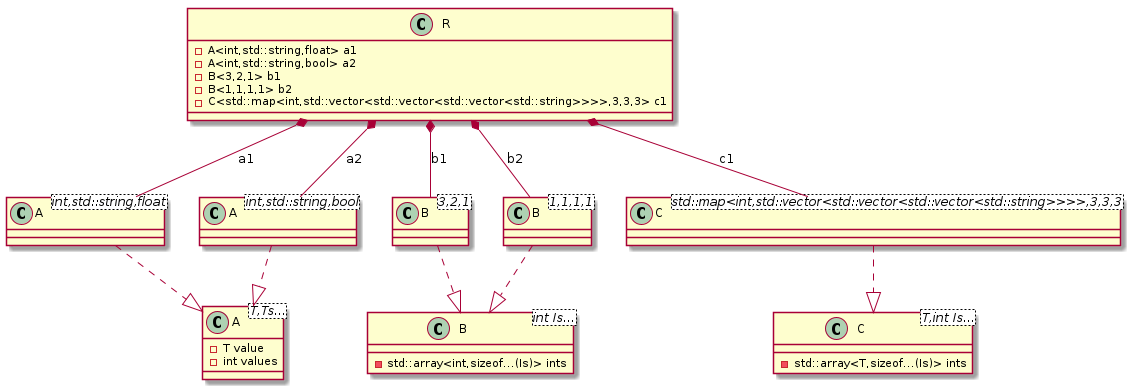 C R
A<int,std::string,float> a1
A<int,std::string,bool> a2
B<3,2,1> b1
B<1,1,1,1> b2
C<std::map<int,std::vector<std::vector<std::vector<std::string>>>>,3,3,3> c1
a1
a2
b1
b2
c1
C A int,std::string,float
C A int,std::string,bool
C B 3,2,1
C B 1,1,1,1
C C std::map<int,std::vector<std::vector<std::vector<std::string>>>>,3,3,3
C A T,Ts...
T value
int values
C B int Is...
std::array<int,sizeof...(Is)> ints
C C T,int Is...
std::array<T,sizeof...(Is)> ints